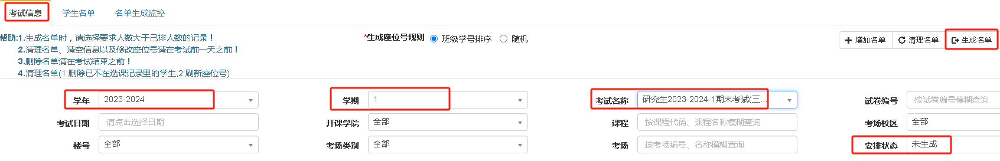 考试信息 学生名单 名单生成监控
帮助:1.生成名单时，请选择要求人数大于已排人数的记录！
2.清理名单、清空信息以及修改座位号请在考试前一天之前！
3.删除名单请在考试结束之前！
4.清理名单(1:删除已不在选课记录里的学生,2:刷新座位号)
*生成座位号规则 班级学号排序 随机
增加名单 清理名单 生成名单
学年 2023-2024 学期 1 考试名称 研究生2023-2024-1期末考试(三... 试卷编号 按试卷编号模糊查询
考试日期 请点击选择日期 开课学院 全部 课程 按课程代码、课程名称模糊查询 考场校区 全部
楼号 全部 考场类别 全部 考场 按考场编号、名称模糊查询 安排状态 未生成